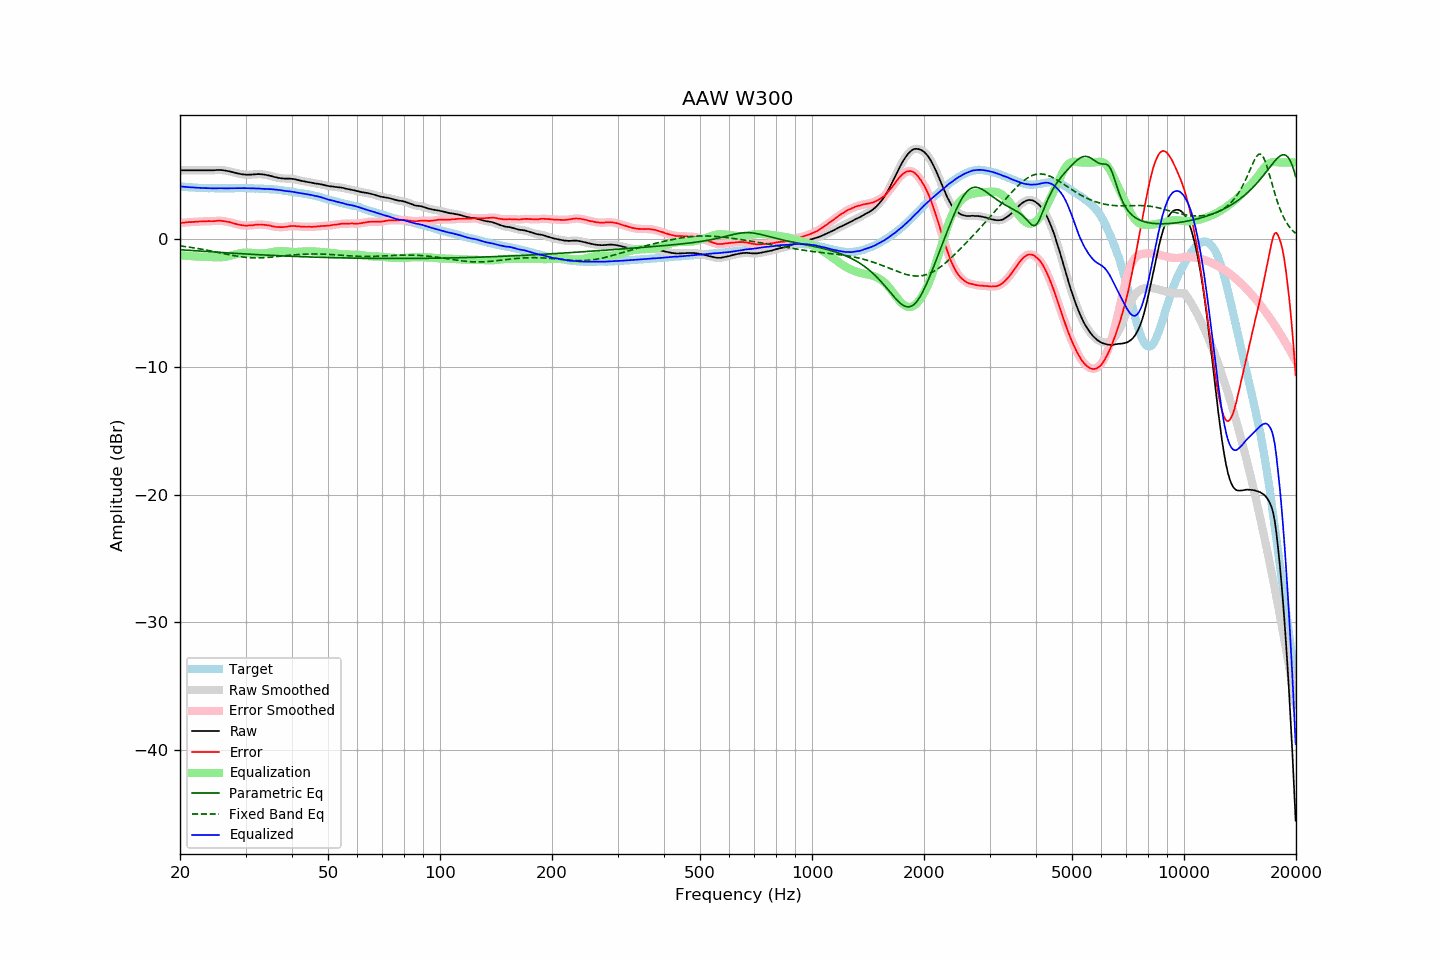 AAW W300
Amplitude (dBr)
0
−10
−20
−30
−40
Target
Raw Smoothed
Error Smoothed
Raw
Error
Equalization
Parametric Eq
Fixed Band Eq
Equalized
20 50 100 200 500 1000 2000 5000 10000 20000
Frequency (Hz)